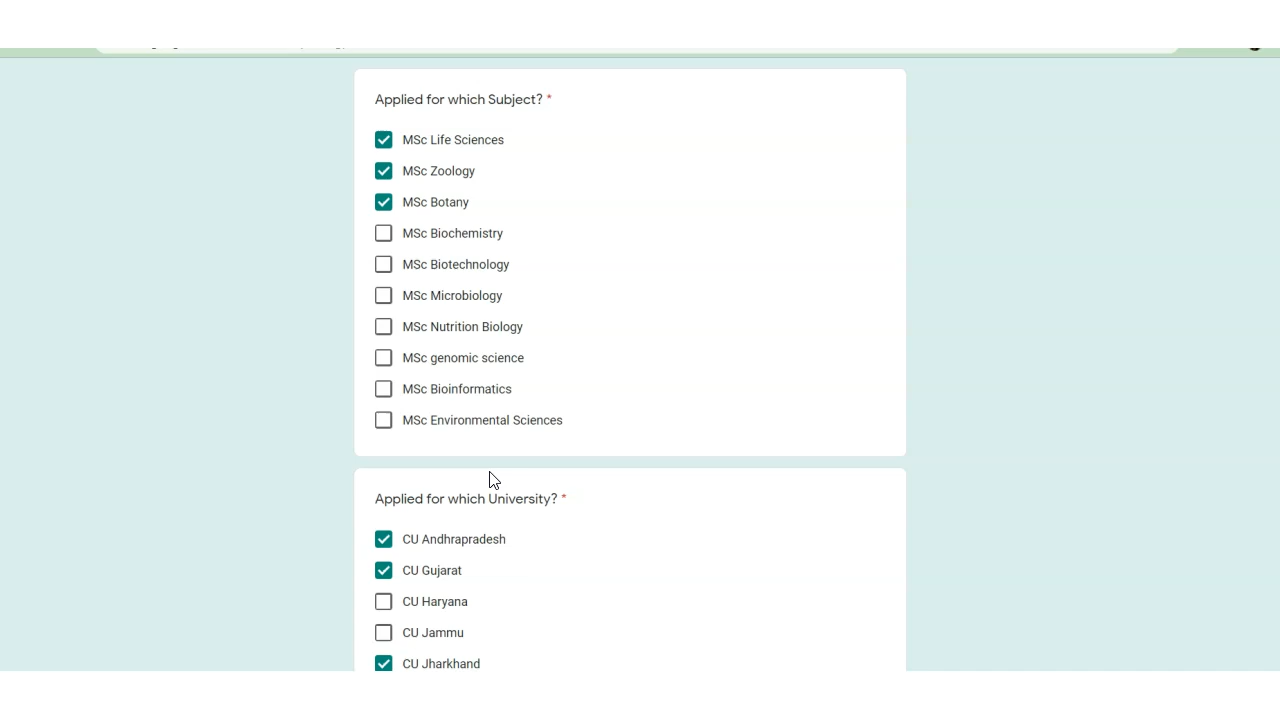 Applied for which Subject? *
MSc Life Sciences
MSc Zoology
MSc Botany
MSc Biochemistry
MSc Biotechnology
MSc Microbiology
MSc Nutrition Biology
MSc genomic science
MSc Bioinformatics
MSc Environmental Sciences
Applied for which University? *
CU Andhrapradesh
CU Gujarat
CU Haryana
CU Jammu
CU Jharkhand